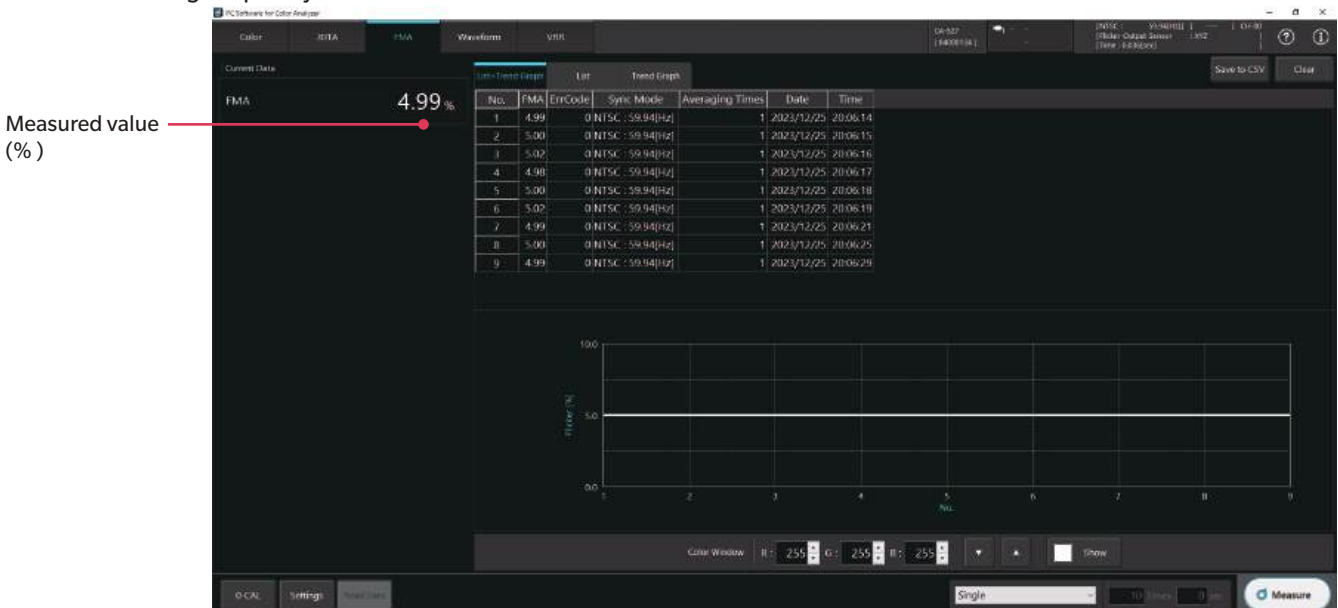 PC Software for Color Analyzer
Color JEITA FMA Waveform VRR
CA-527
Save to CSV Clear
Current Data
List+Trend Graph List Trend Graph
FMA 4.99 %
Measured value
(% )
No. FMA ErrCode Sync Mode Averaging Times Date Time
1 4.99 0 NTSC : 59.94[Hz] 1 2023/12/25 20:06:14
2 5.00 0 NTSC : 59.94[Hz] 1 2023/12/25 20:06:15
3 5.02 0 NTSC : 59.94[Hz] 1 2023/12/25 20:06:16
4 4.98 0 NTSC : 59.94[Hz] 1 2023/12/25 20:06:17
5 5.00 0 NTSC : 59.94[Hz] 1 2023/12/25 20:06:18
6 5.02 0 NTSC : 59.94[Hz] 1 2023/12/25 20:06:19
7 4.99 0 NTSC : 59.94[Hz] 1 2023/12/25 20:06:21
8 5.00 0 NTSC : 59.94[Hz] 1 2023/12/25 20:06:25
9 4.99 0 NTSC : 59.94[Hz] 1 2023/12/25 20:06:29
10.0
Flicker [%]
5.0
0.0
1 2 3 4 5 6 7 8 9
No.
Color Window R : 255 G : 255 B : 255 Show
0-CAL Settings Single 10 Times 0 sec Measure